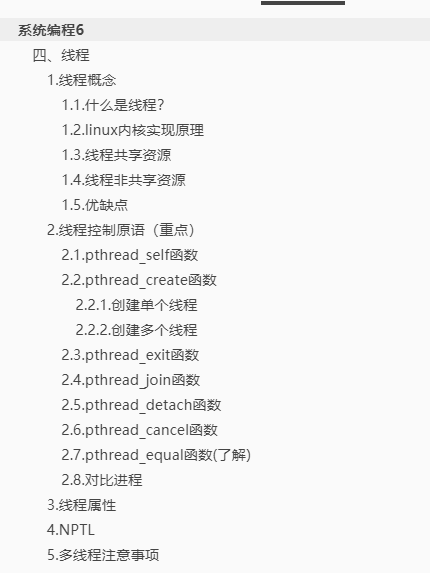 系统编程6
四、线程
1.线程概念
1.1.什么是线程?
1.2.linux内核实现原理
1.3.线程共享资源
1.4.线程非共享资源
1.5.优缺点
2.线程控制原语（重点）
2.1.pthread_self函数
2.2.pthread_create函数
2.2.1.创建单个线程
2.2.2.创建多个线程
2.3.pthread_exit函数
2.4.pthread_join函数
2.5.pthread_detach函数
2.6.pthread_cancel函数
2.7.pthread_equal函数(了解)
2.8.对比进程
3.线程属性
4.NPTL
5.多线程注意事项